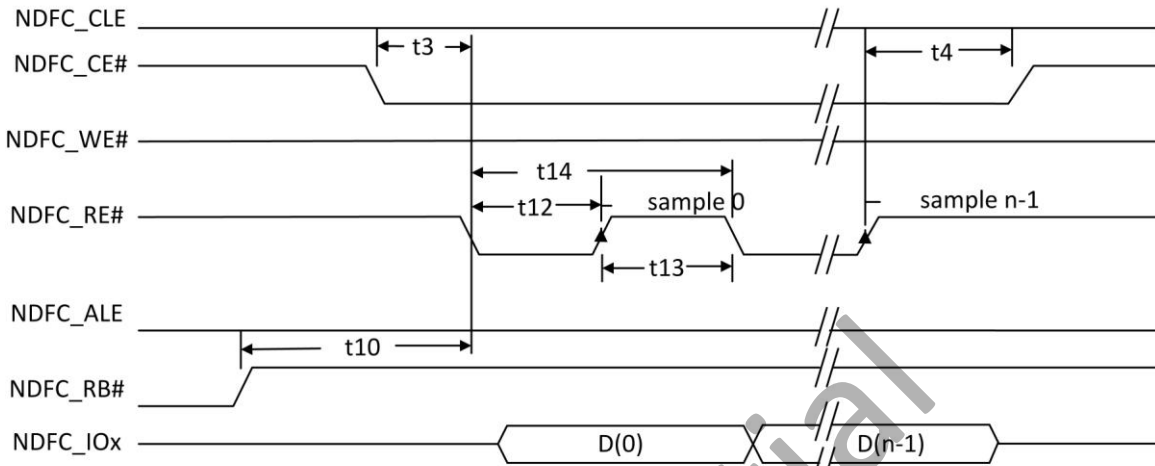 NDFC_CLE
t3
t4
NDFC_CE#
NDFC_WE#
t14
t12
sample 0
sample n-1
NDFC_RE#
t13
NDFC_ALE
t10
NDFC_RB#
NDFC_IOx
D(0)
D(n-1)